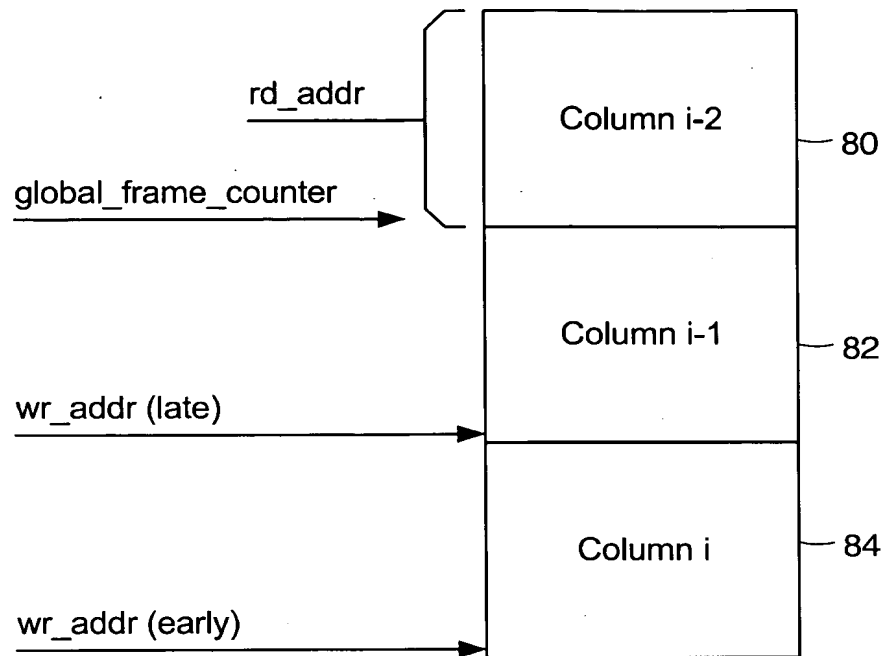 rd_addr
Column i-2
80
global_frame_counter
Column i-1
82
wr_addr (late)
Column i
84
wr_addr (early)